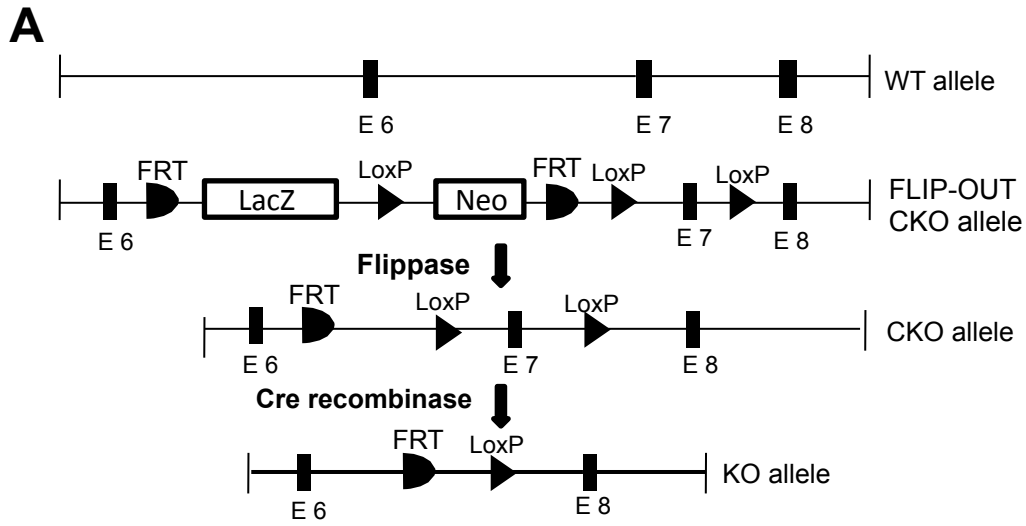 A
WT allele
E 6 E 7 E 8
FRT LacZ LoxP Neo FRT LoxP LoxP
FLIP-OUT
CKO allele
E 6 E 7 E 8
Flippase
FRT LoxP LoxP
CKO allele
E 6 E 7 E 8
Cre recombinase
FRT LoxP
KO allele
E 6 E 8